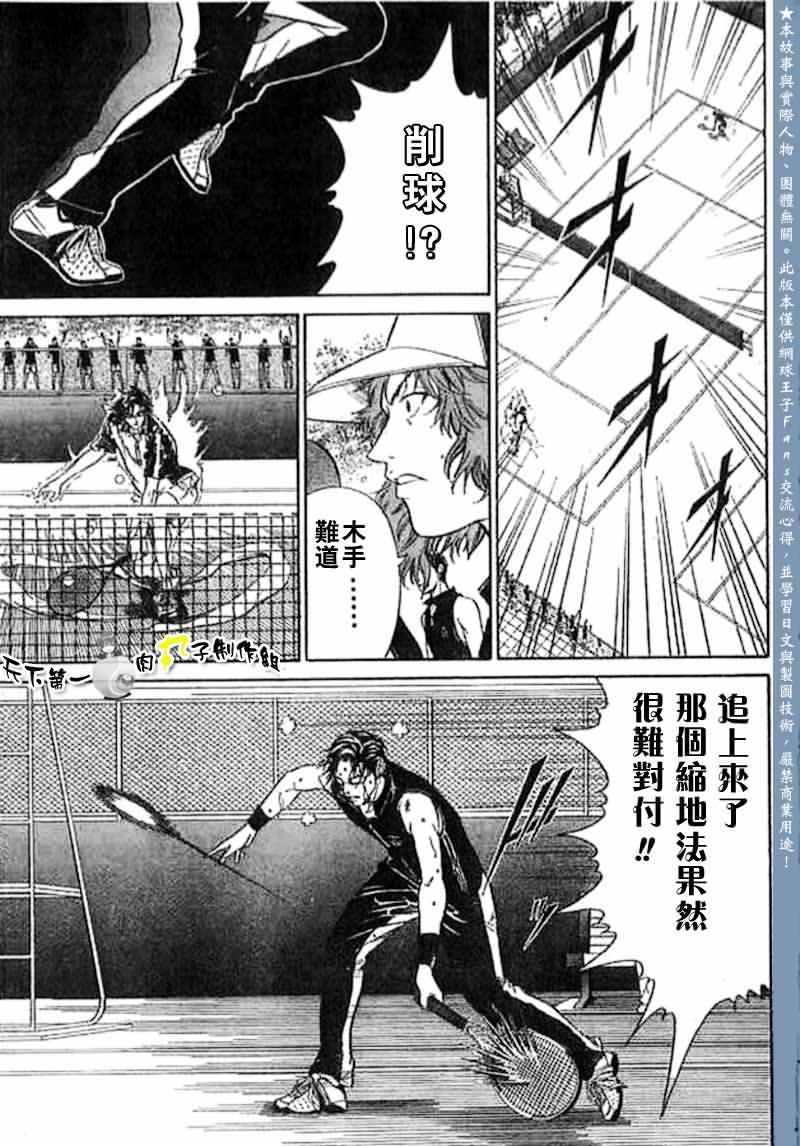 削
球
!?
木手
難道
……
追上來了
那個縮地法果然
很難對付!!
天下第一
肉丸子制作組
★本故事與實際人物、團體無關。此版本僅供網球王子Fans交流心得，並學習日文與製圖技術，嚴禁商業用途！